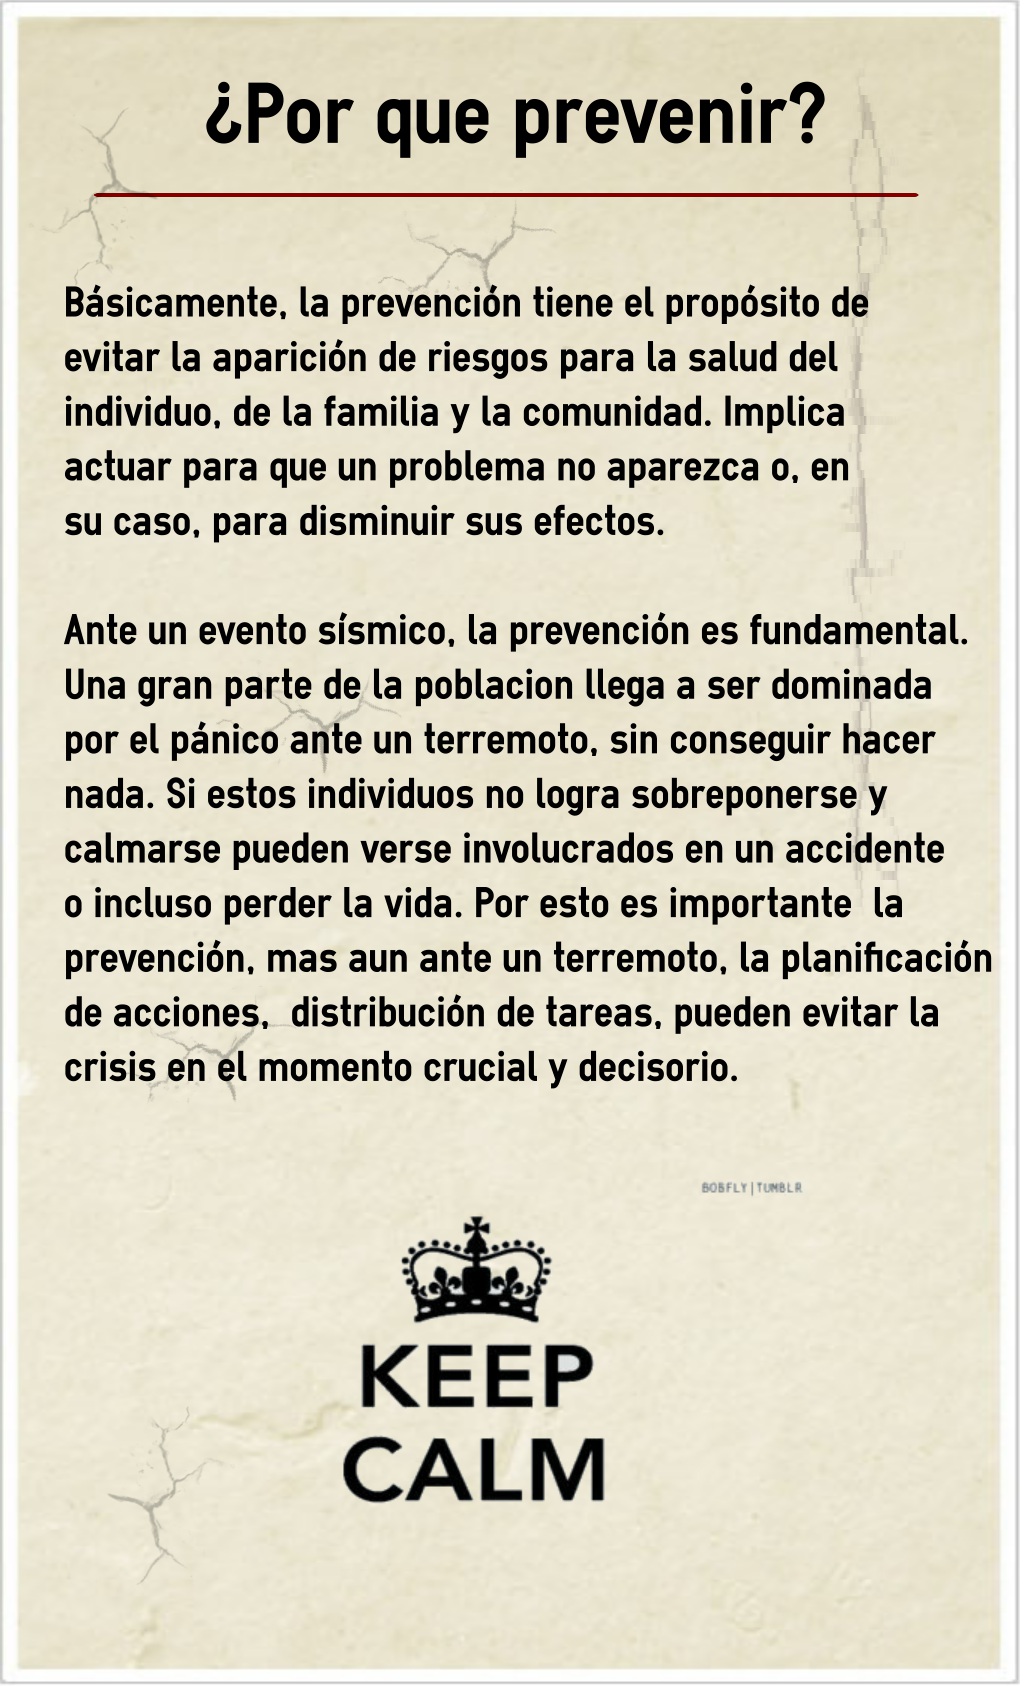 ¿Por que prevenir?
Básicamente, la prevención tiene el propósito de
evitar la aparición de riesgos para la salud del
individuo, de la familia y la comunidad. Implica
actuar para que un problema no aparezca o, en
su caso, para disminuir sus efectos.
Ante un evento sísmico, la prevención es fundamental.
Una gran parte de la poblacion llega a ser dominada
por el pánico ante un terremoto, sin conseguir hacer
nada. Si estos individuos no logra sobreponerse y
calmarse pueden verse involucrados en un accidente
o incluso perder la vida. Por esto es importante  la
prevención, mas aun ante un terremoto, la planificación
de acciones,  distribución de tareas, pueden evitar la
crisis en el momento crucial y decisorio.
BOBFLY|TUMBLR
KEEP
CALM